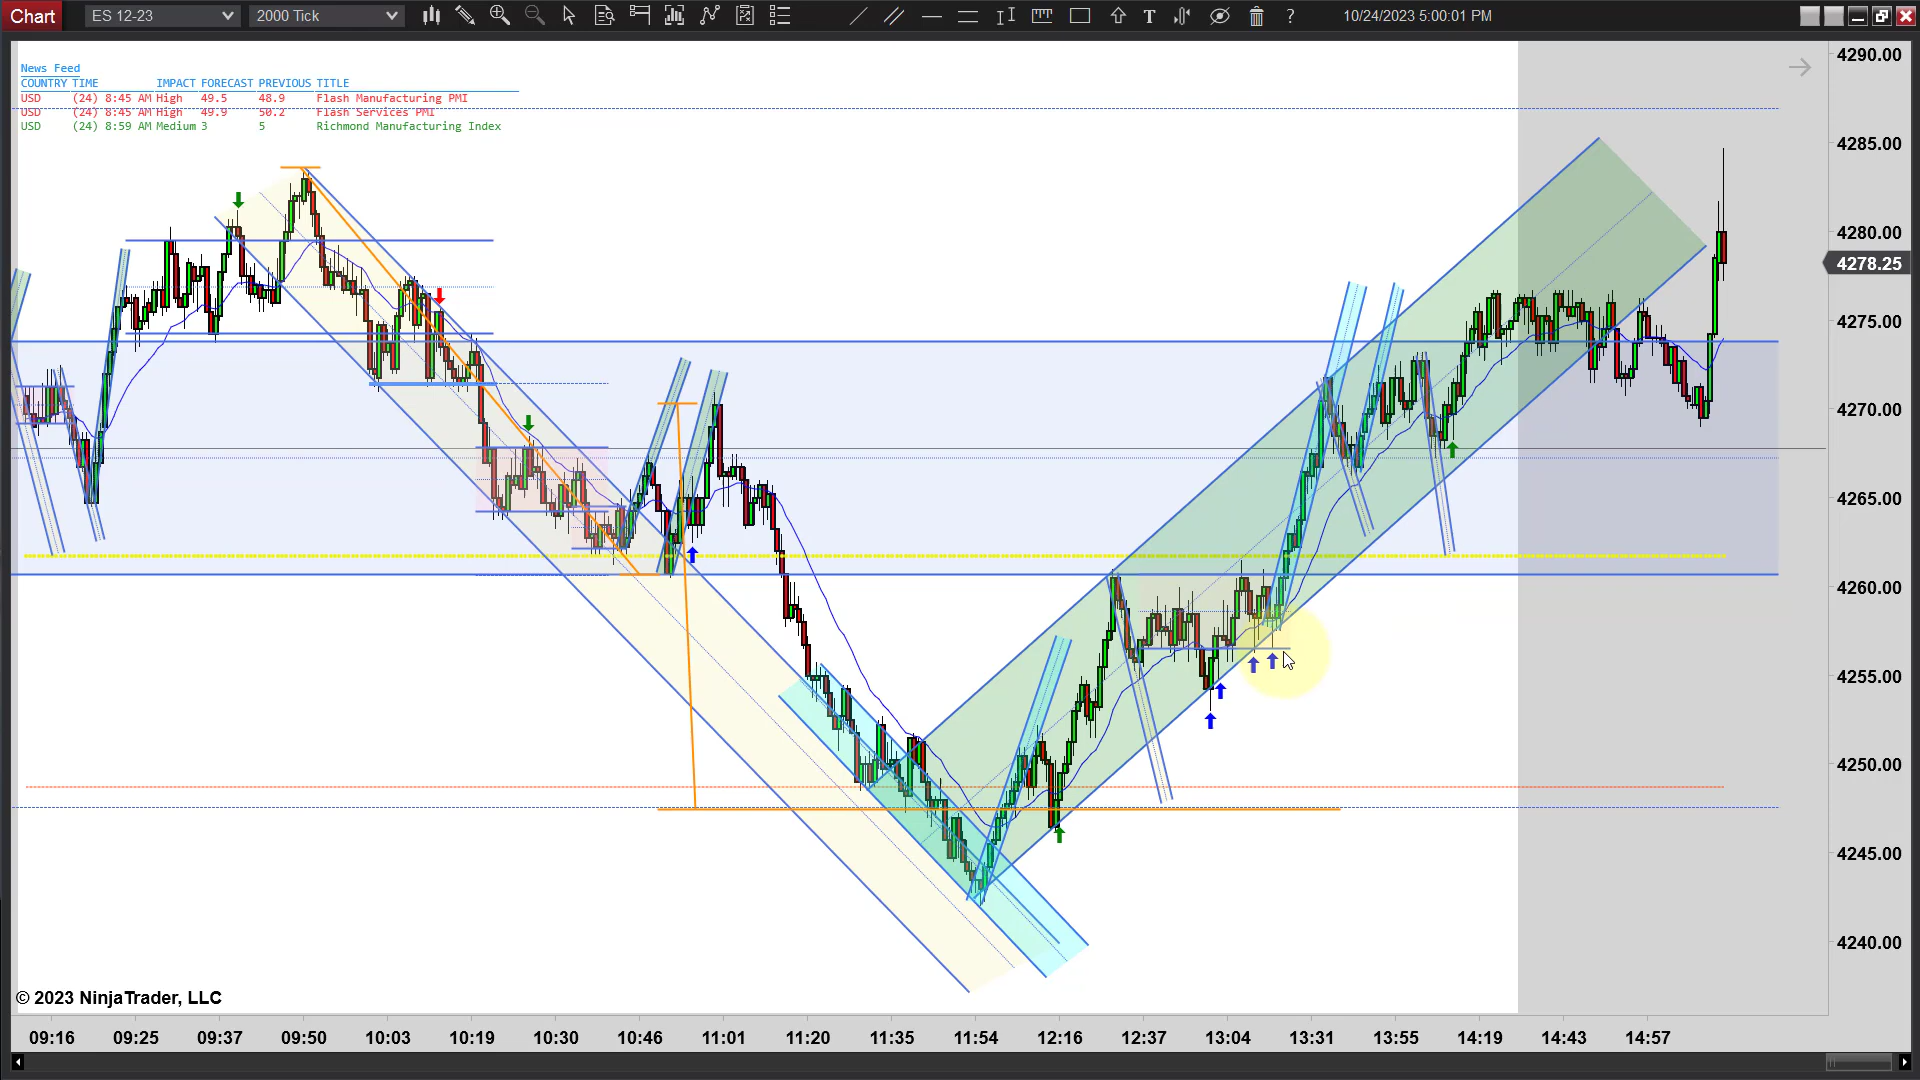 Chart ES 12-23 2000 Tick T ? 10/24/2023 5:00:01 PM
News Feed
COUNTRY TIME IMPACT FORECAST PREVIOUS TITLE
USD (24) 8:45 AM High 49.5 48.9 Flash Manufacturing PMI
USD (24) 8:45 AM High 49.9 50.2 Flash Services PMI
USD (24) 8:59 AM Medium 3 5 Richmond Manufacturing Index
4290.00
4285.00
4280.00
4278.25
4275.00
4270.00
4265.00
4260.00
4255.00
4250.00
4245.00
4240.00
© 2023 NinjaTrader, LLC
09:16 09:25 09:37 09:50 10:03 10:19 10:30 10:46 11:01 11:20 11:35 11:54 12:16 12:37 13:04 13:31 13:55 14:19 14:43 14:57